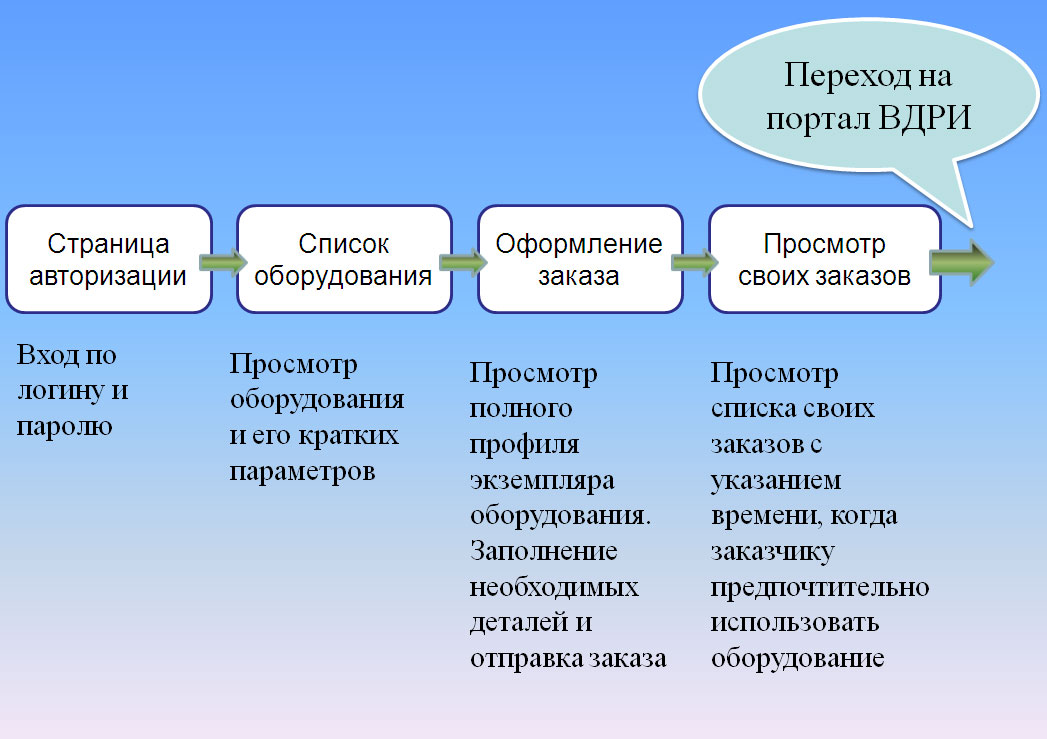 Переход на
портал ВДРИ
Страница
авторизации
Список
оборудования
Оформление
заказа
Просмотр
своих заказов
Вход по
логину и
паролю
Просмотр
оборудования
и его кратких
параметров
Просмотр
полного
профиля
экземпляра
оборудования.
Заполнение
необходимых
деталей и
отправка заказа
Просмотр
списка своих
заказов с
указанием
времени, когда
заказчику
предпочтительно
использовать
оборудование